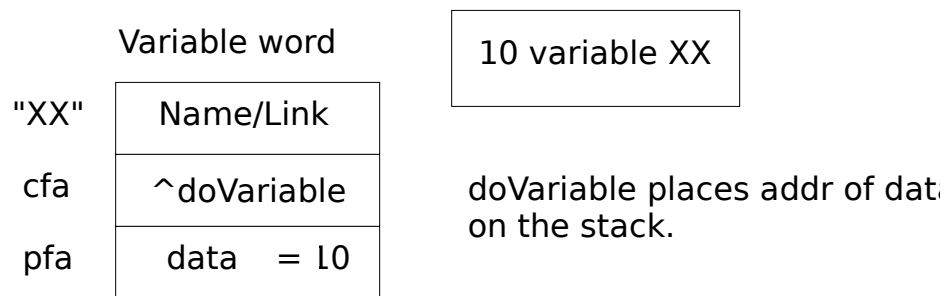 Variable word
10 variable XX
"XX" Name/Link
cfa ^doVariable
pfa data = 10
doVariable places addr of data
on the stack.